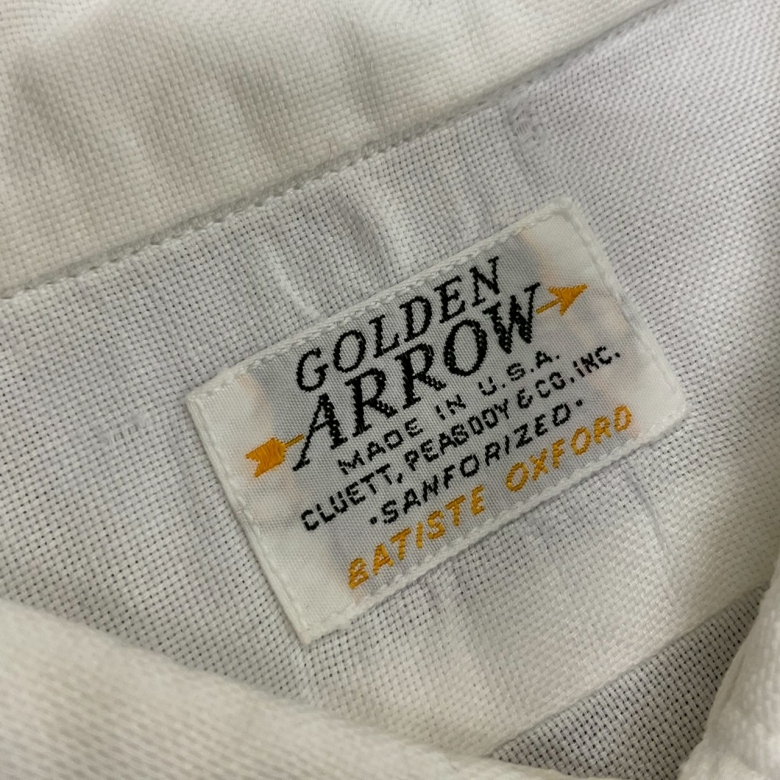 GOLDEN
ARROW
MADE IN U.S.A.
CLUETT, PEABODY & CO. INC.
·SANFORIZED·
BATISTE OXFORD